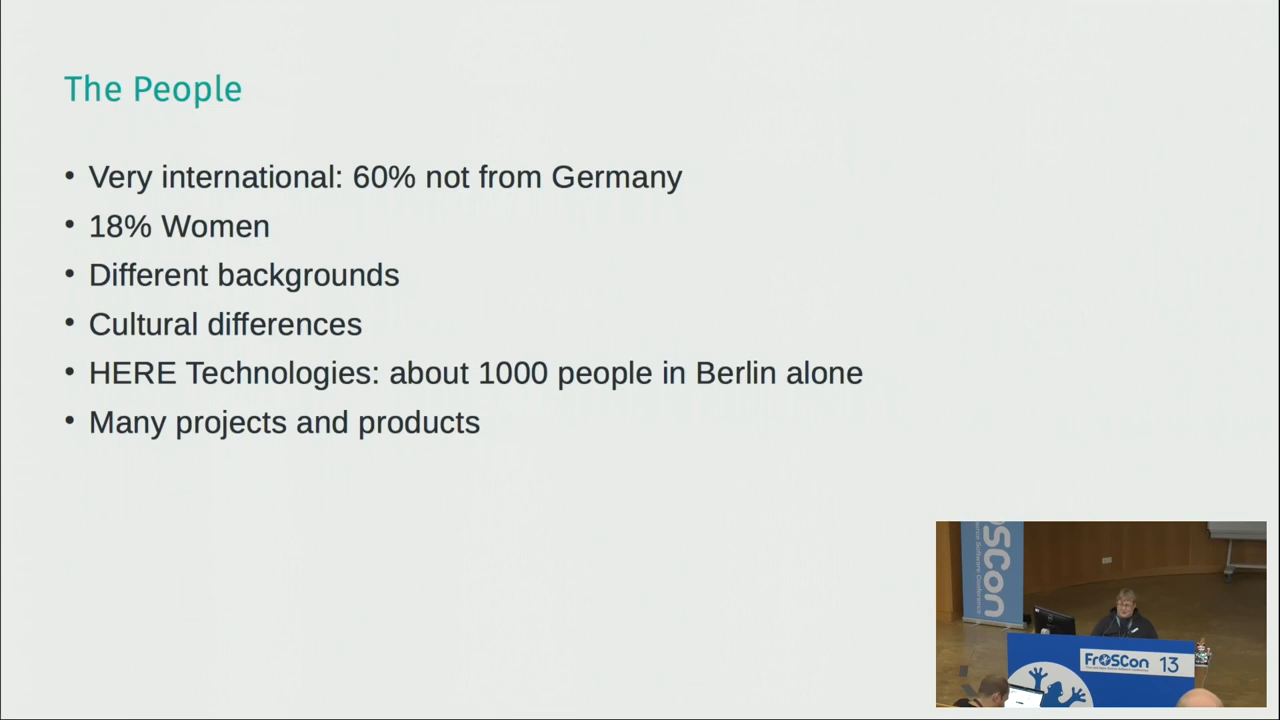 The People
• Very international: 60% not from Germany
• 18% Women
• Different backgrounds
• Cultural differences
• HERE Technologies: about 1000 people in Berlin alone
• Many projects and products
FrOSCon 13